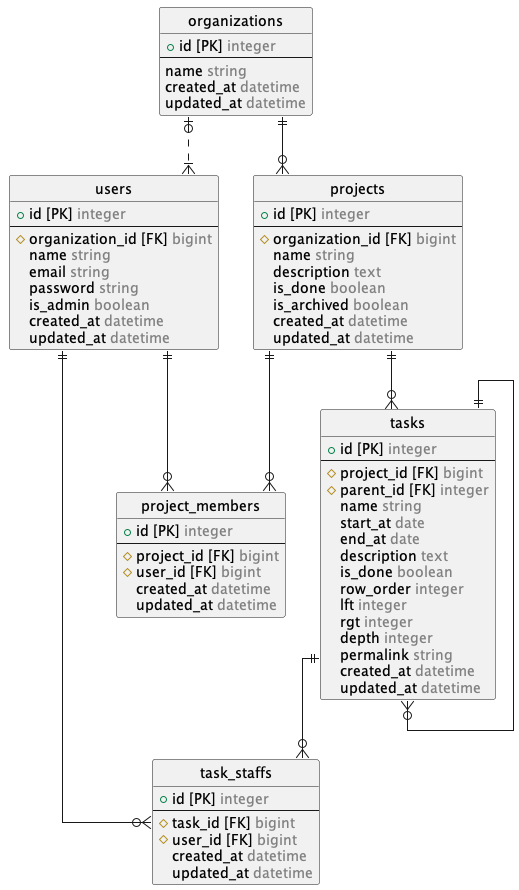 organizations
id [PK] integer
name string
created_at datetime
updated_at datetime
users
id [PK] integer
organization_id [FK] bigint
name string
email string
password string
is_admin boolean
created_at datetime
updated_at datetime
projects
id [PK] integer
organization_id [FK] bigint
name string
description text
is_done boolean
is_archived boolean
created_at datetime
updated_at datetime
tasks
id [PK] integer
project_id [FK] bigint
parent_id [FK] integer
name string
start_at date
end_at date
description text
is_done boolean
row_order integer
lft integer
rgt integer
depth integer
permalink string
created_at datetime
updated_at datetime
project_members
id [PK] integer
project_id [FK] bigint
user_id [FK] bigint
created_at datetime
updated_at datetime
task_staffs
id [PK] integer
task_id [FK] bigint
user_id [FK] bigint
created_at datetime
updated_at datetime